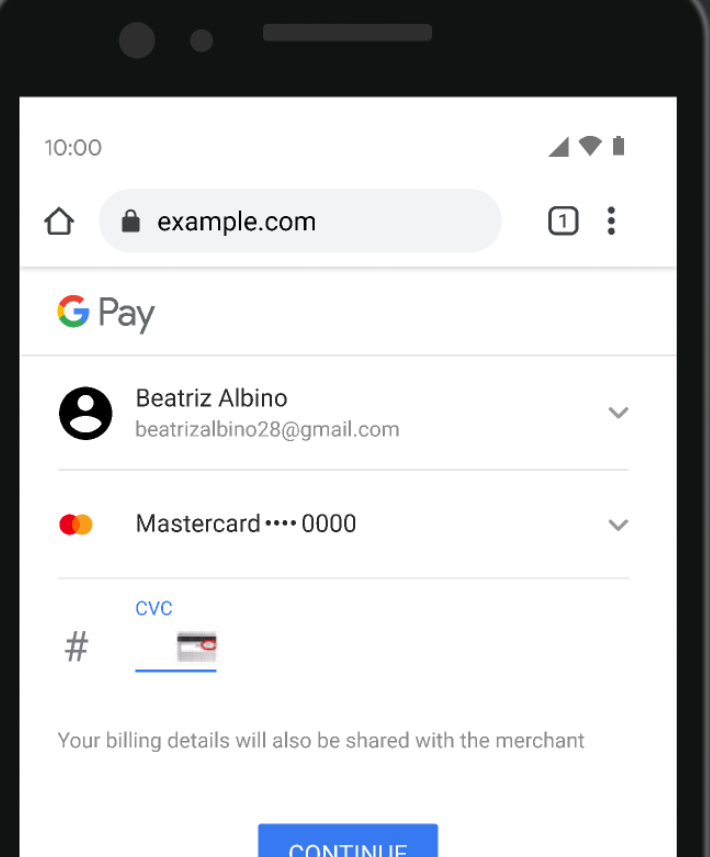 10:00
example.com
1
G Pay
Beatriz Albino
beatrizalbino28@gmail.com
Mastercard •••• 0000
CVC
#
Your billing details will also be shared with the merchant
CONTINUE